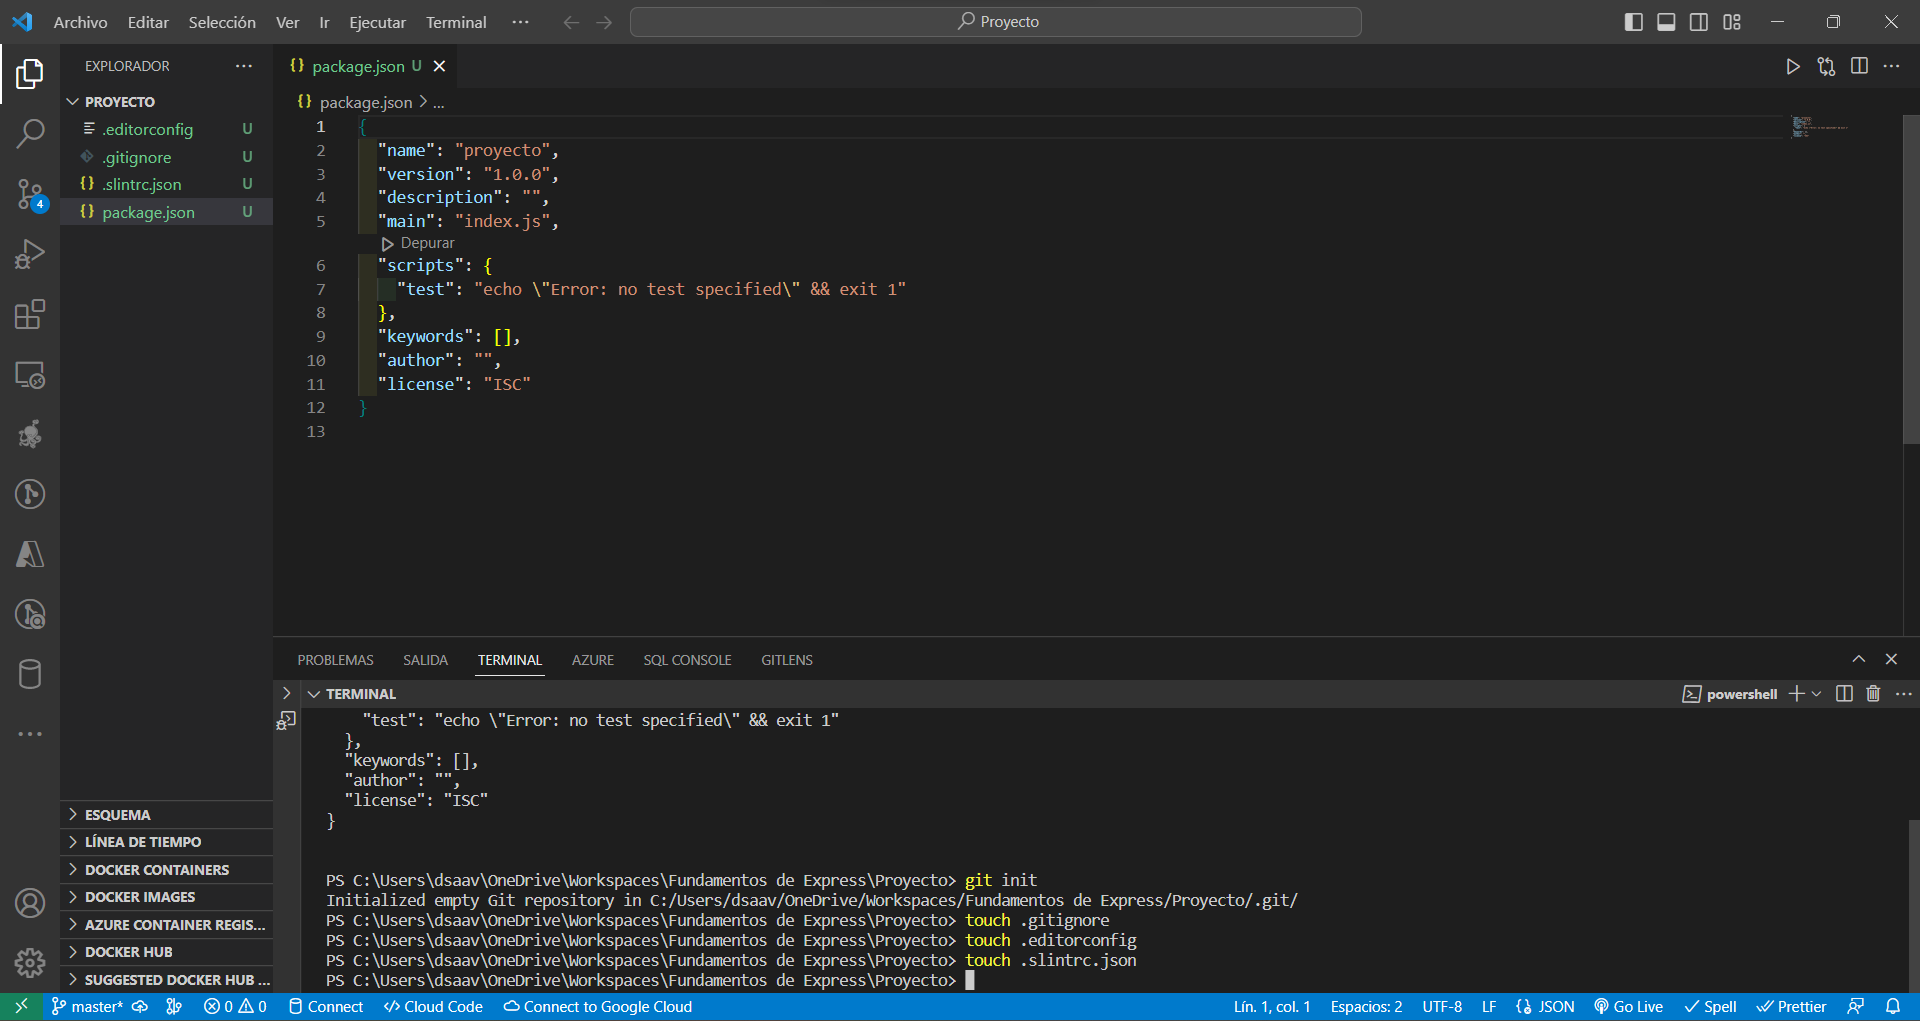 Archivo Editar Selección Ver Ir Ejecutar Terminal ··· Proyecto
EXPLORADOR ···
PROYECTO
.editorconfig U
.gitignore U
.slintrc.json U
package.json U
4
ESQUEMA
LÍNEA DE TIEMPO
DOCKER CONTAINERS
DOCKER IMAGES
AZURE CONTAINER REGIS...
DOCKER HUB
SUGGESTED DOCKER HUB ...
{} package.json U
{} package.json > ...
1 {
2 "name": "proyecto",
3 "version": "1.0.0",
4 "description": "",
5 "main": "index.js",
Depurar
6 "scripts": {
7 "test": "echo \"Error: no test specified\" && exit 1"
8 },
9 "keywords": [],
10 "author": "",
11 "license": "ISC"
12 }
13
PROBLEMAS SALIDA TERMINAL AZURE SQL CONSOLE GITLENS
TERMINAL powershell
"test": "echo \"Error: no test specified\" && exit 1"
},
"keywords": [],
"author": "",
"license": "ISC"
}
PS C:\Users\dsaav\OneDrive\Workspaces\Fundamentos de Express\Proyecto> git init
Initialized empty Git repository in C:/Users/dsaav/OneDrive/Workspaces/Fundamentos de Express/Proyecto/.git/
PS C:\Users\dsaav\OneDrive\Workspaces\Fundamentos de Express\Proyecto> touch .gitignore
PS C:\Users\dsaav\OneDrive\Workspaces\Fundamentos de Express\Proyecto> touch .editorconfig
PS C:\Users\dsaav\OneDrive\Workspaces\Fundamentos de Express\Proyecto> touch .slintrc.json
PS C:\Users\dsaav\OneDrive\Workspaces\Fundamentos de Express\Proyecto>
master* 0 0 Connect Cloud Code Connect to Google Cloud Lín. 1, col. 1 Espacios: 2 UTF-8 LF {} JSON Go Live Spell Prettier